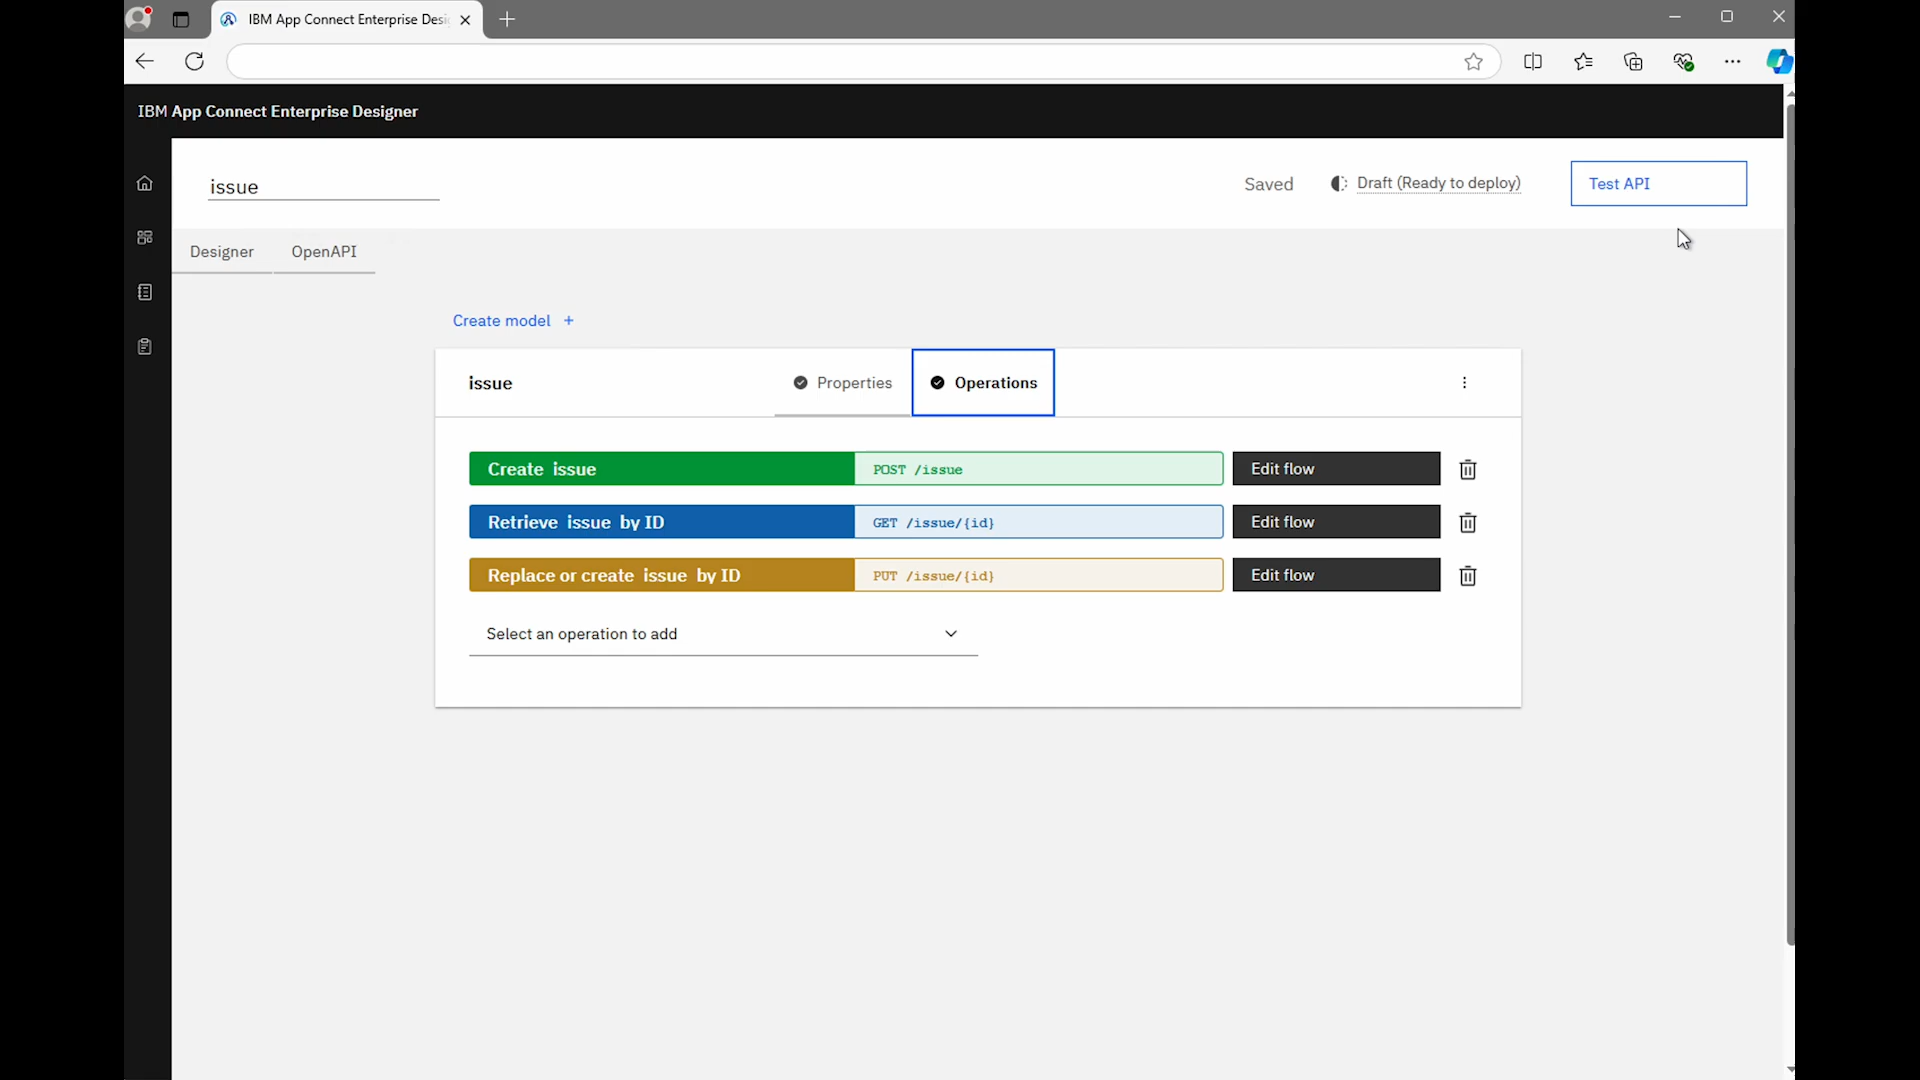 IBM App Connect Enterprise Desi
IBM App Connect Enterprise Designer
issue
Saved
Draft (Ready to deploy)
Test API
Designer
OpenAPI
Create model +
issue
Properties
Operations
Create issue
POST /issue
Edit flow
Retrieve issue by ID
GET /issue/{id}
Edit flow
Replace or create issue by ID
PUT /issue/{id}
Edit flow
Select an operation to add